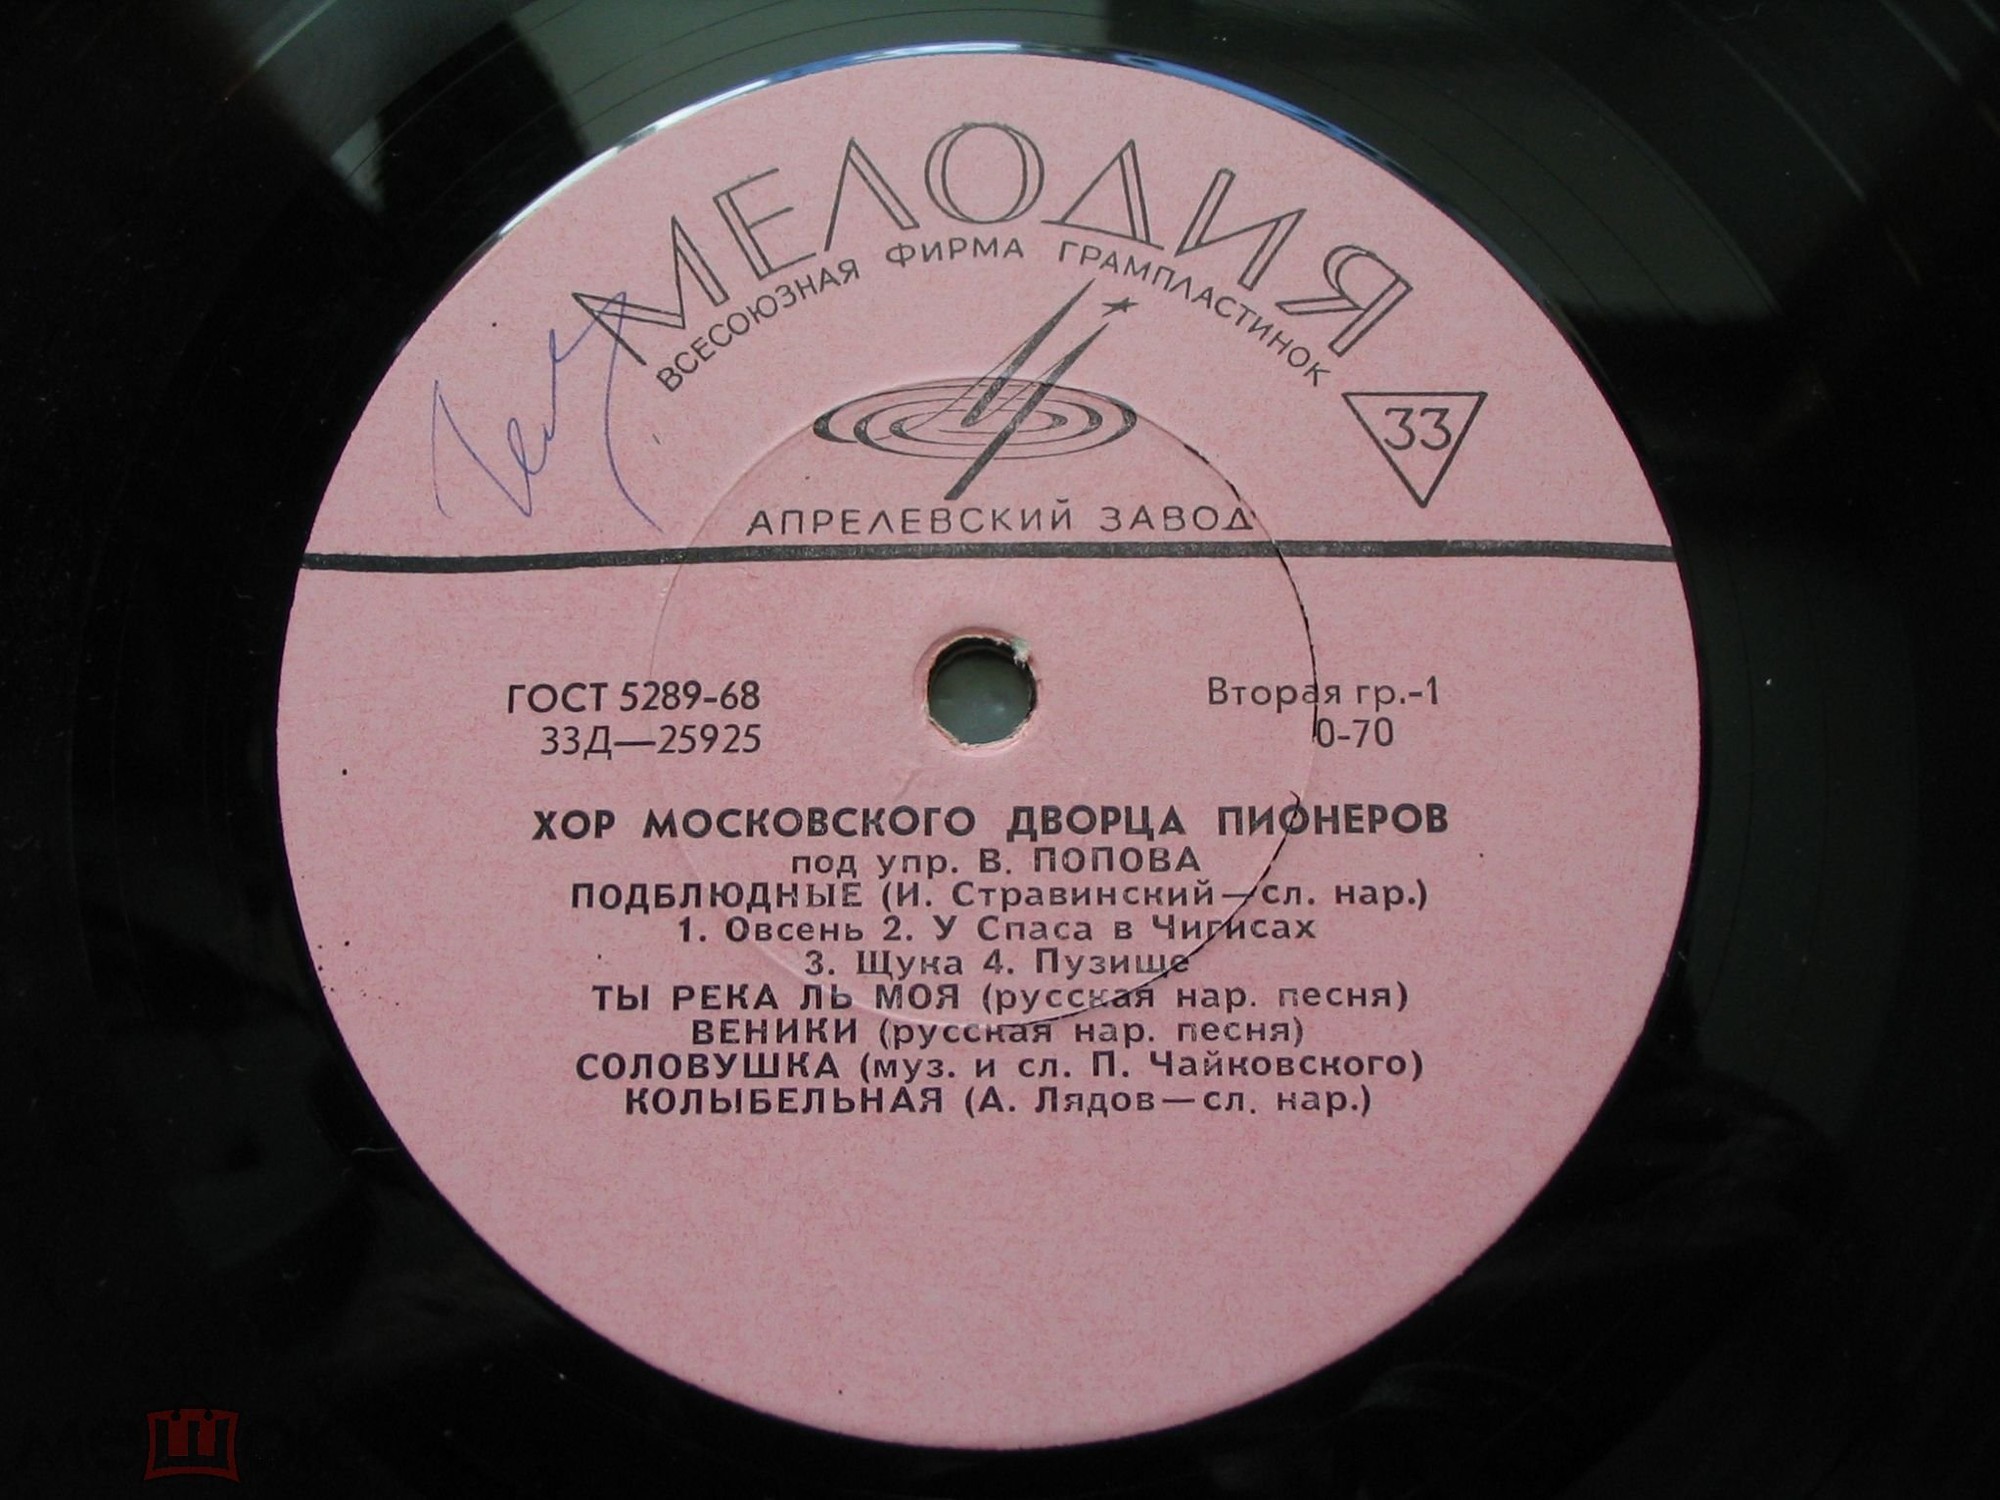 МЕЛОДИЯ
ВСЕСОЮЗНАЯ ФИРМА ГРАМПЛАСТИНОК
33
АПРЕЛЕВСКИЙ ЗАВОД
ГОСТ 5289-68
Вторая гр.-1
33Д—25925
0-70
ХОР МОСКОВСКОГО ДВОРЦА ПИОНЕРОВ
под упр. В. ПОПОВА
ПОДБЛЮДНЫЕ (И. Стравинский—сл. нар.)
1. Овсень 2. У Спаса в Чигисах
3. Щука 4. Пузище
ТЫ РЕКА ЛЬ МОЯ (русская нар. песня)
ВЕНИКИ (русская нар. песня)
СОЛОВУШКА (муз. и сл. П. Чайковского)
КОЛЫБЕЛЬНАЯ (А. Лядов—сл. нар.)